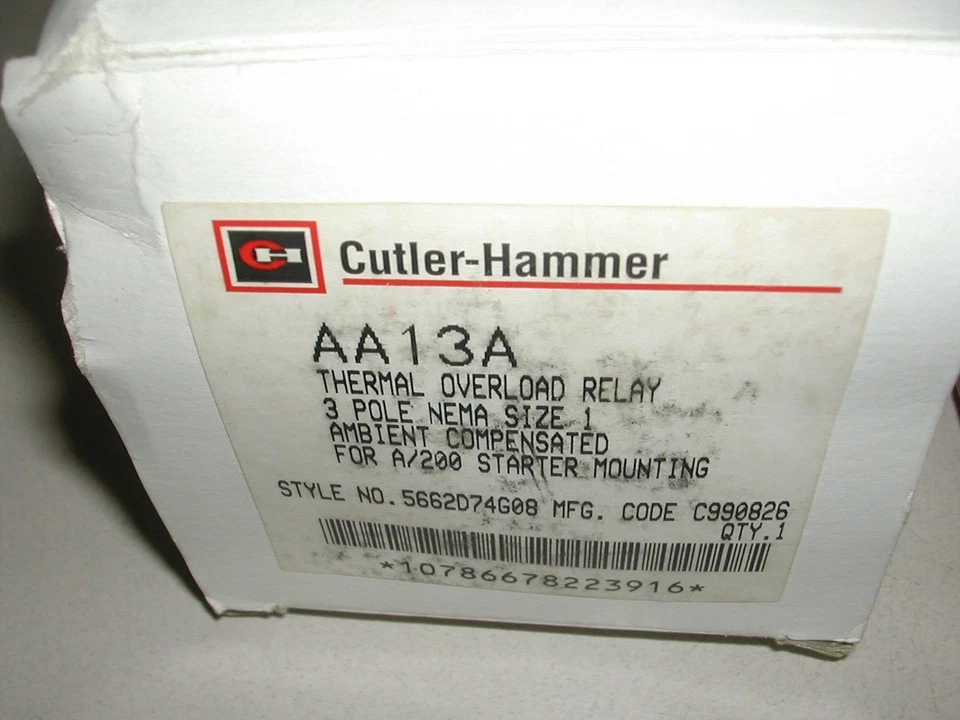 CH Cutler-Hammer
AA13A
THERMAL OVERLOAD RELAY
3 POLE NEMA SIZE 1
AMBIENT COMPENSATED
FOR A/200 STARTER MOUNTING
STYLE NO. 5662D74G08 MFG. CODE C990826
QTY.1
*10786678223916*